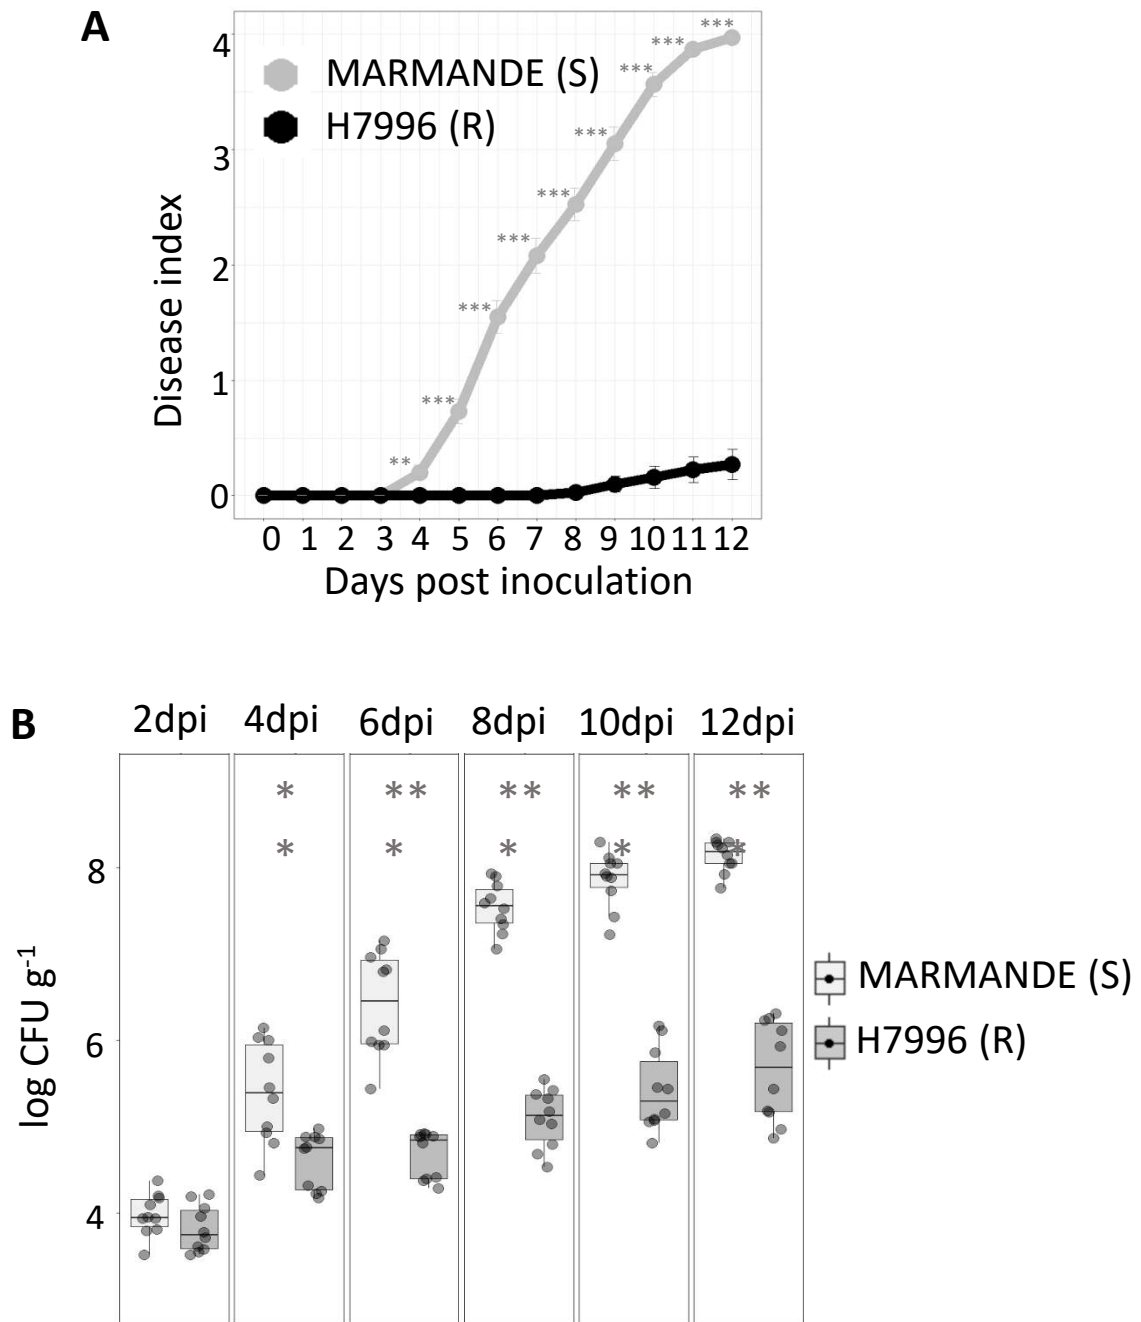 A
4
3
2
1
0
Disease index
MARMANDE (S)
H7996 (R)
**
***
***
***
***
***
***
***
***
0 1 2 3 4 5 6 7 8 9 10 11 12
Days post inoculation
B
2dpi 4dpi 6dpi 8dpi 10dpi 12dpi
* ** ** ** **
* * * * *
8
6
4
log CFU g⁻¹
MARMANDE (S)
H7996 (R)